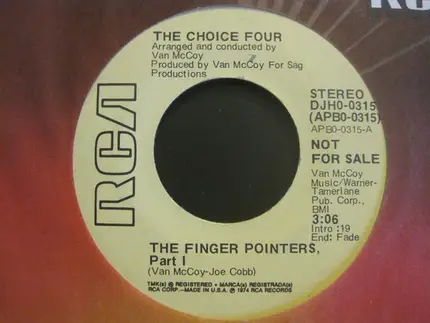 THE CHOICE FOUR
Arranged and conducted by
Van McCoy
Produced by Van McCoy For Sag
Productions
RCA
STEREO
DJHO-0315
(APBO-0315)
APBO-0315-A
NOT
FOR SALE
Van McCoy
Music/Warner-
Tamerlane
Pub. Corp.,
BMI
3:06
Intro :19
End: Fade
THE FINGER POINTERS,
Part I
(Van McCoy-Joe Cobb)
TMK(s) ® REGISTERED • MARCA(s) REGISTRADA(s)
RCA CORP.—MADE IN U.S.A. ℗ 1974 RCA RECORDS